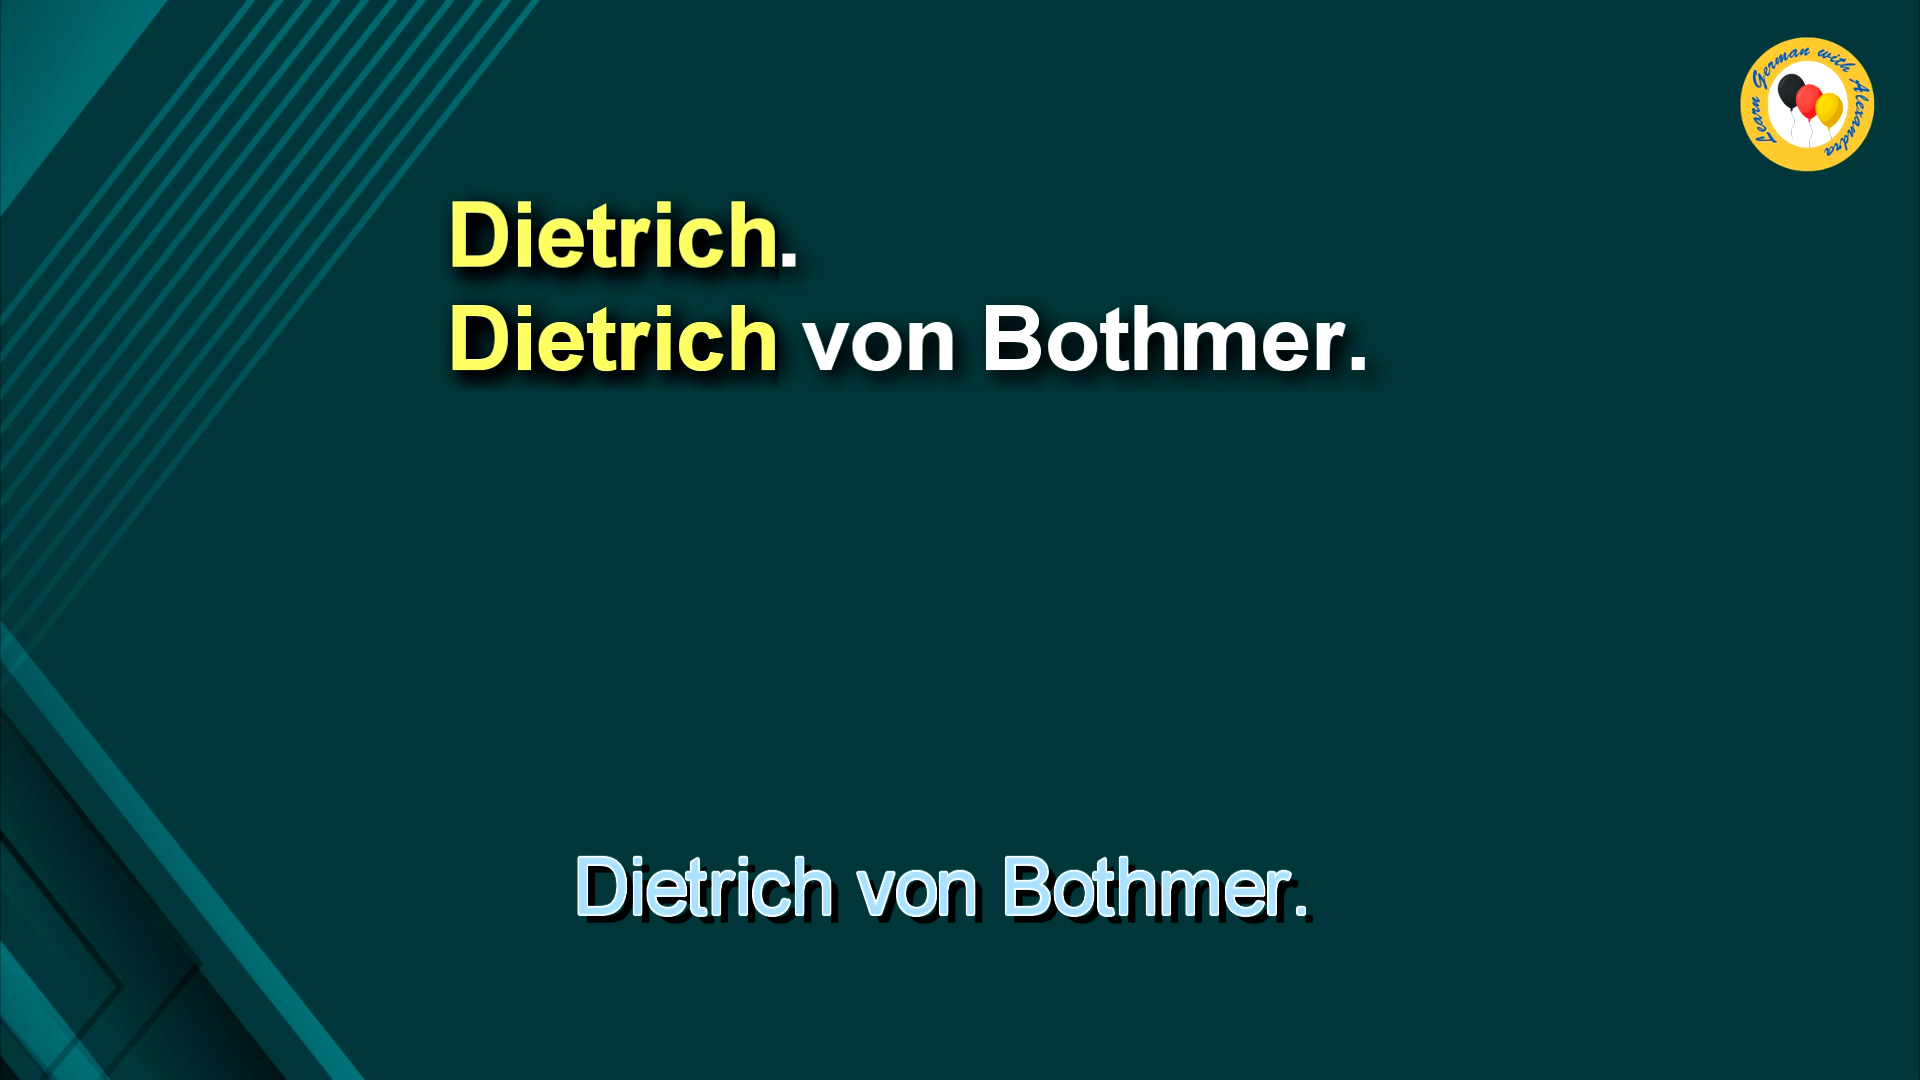 Learn German with Alexandra
Dietrich.
Dietrich von Bothmer.
Dietrich von Bothmer.